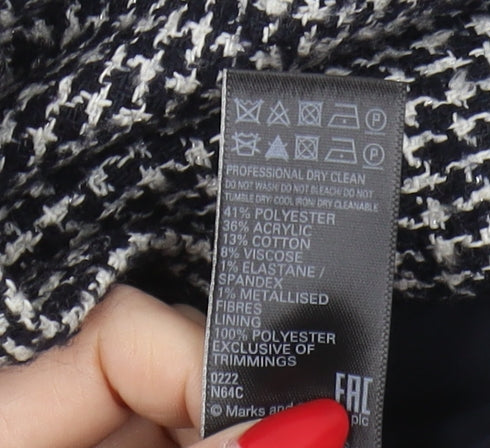 P
P
PROFESSIONAL DRY CLEAN
DO NOT WASH/DO NOT BLEACH/DO NOT
TUMBLE DRY/COOL IRON/DRY CLEANABLE
41% POLYESTER
36% ACRYLIC
13% COTTON
8% VISCOSE
1% ELASTANE /
SPANDEX
1% METALLISED
FIBRES
LINING
100% POLYESTER
EXCLUSIVE OF
TRIMMINGS
0222
N64C
EAC
© Marks and plc